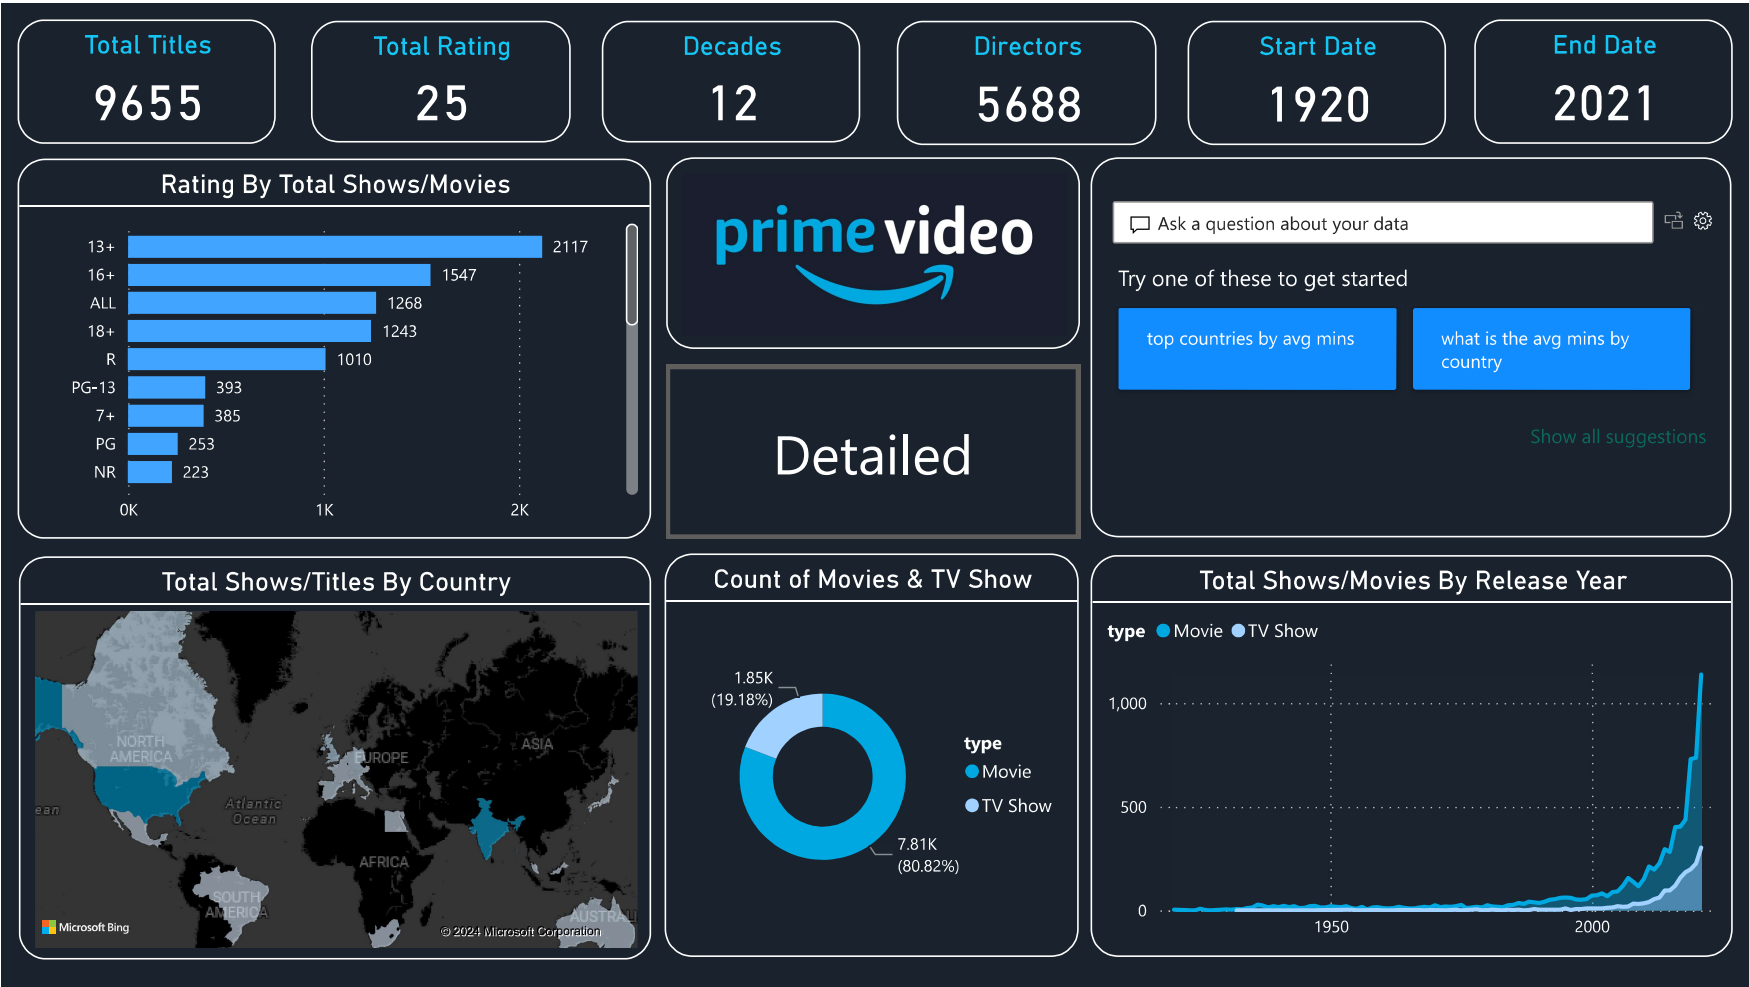 Total Titles
9655
Total Rating
25
Decades
12
Directors
5688
Start Date
1920
End Date
2021
Rating By Total Shows/Movies
13+
2117
16+
1547
ALL
1268
18+
1243
R
1010
PG-13
393
7+
385
PG
253
NR
223
0K
1K
2K
prime video
Detailed
Ask a question about your data
Try one of these to get started
top countries by avg mins
what is the avg mins by
country
Show all suggestions
Total Shows/Titles By Country
NORTH
AMERICA
EUROPE
ASIA
ean
Atlantic
Ocean
AFRICA
SOUTH
AMERICA
AUSTRAL
Microsoft Bing
© 2024 Microsoft Corporation
Count of Movies & TV Show
1.85K
(19.18%)
7.81K
(80.82%)
type
Movie
TV Show
Total Shows/Movies By Release Year
type Movie TV Show
1,000
500
0
1950
2000